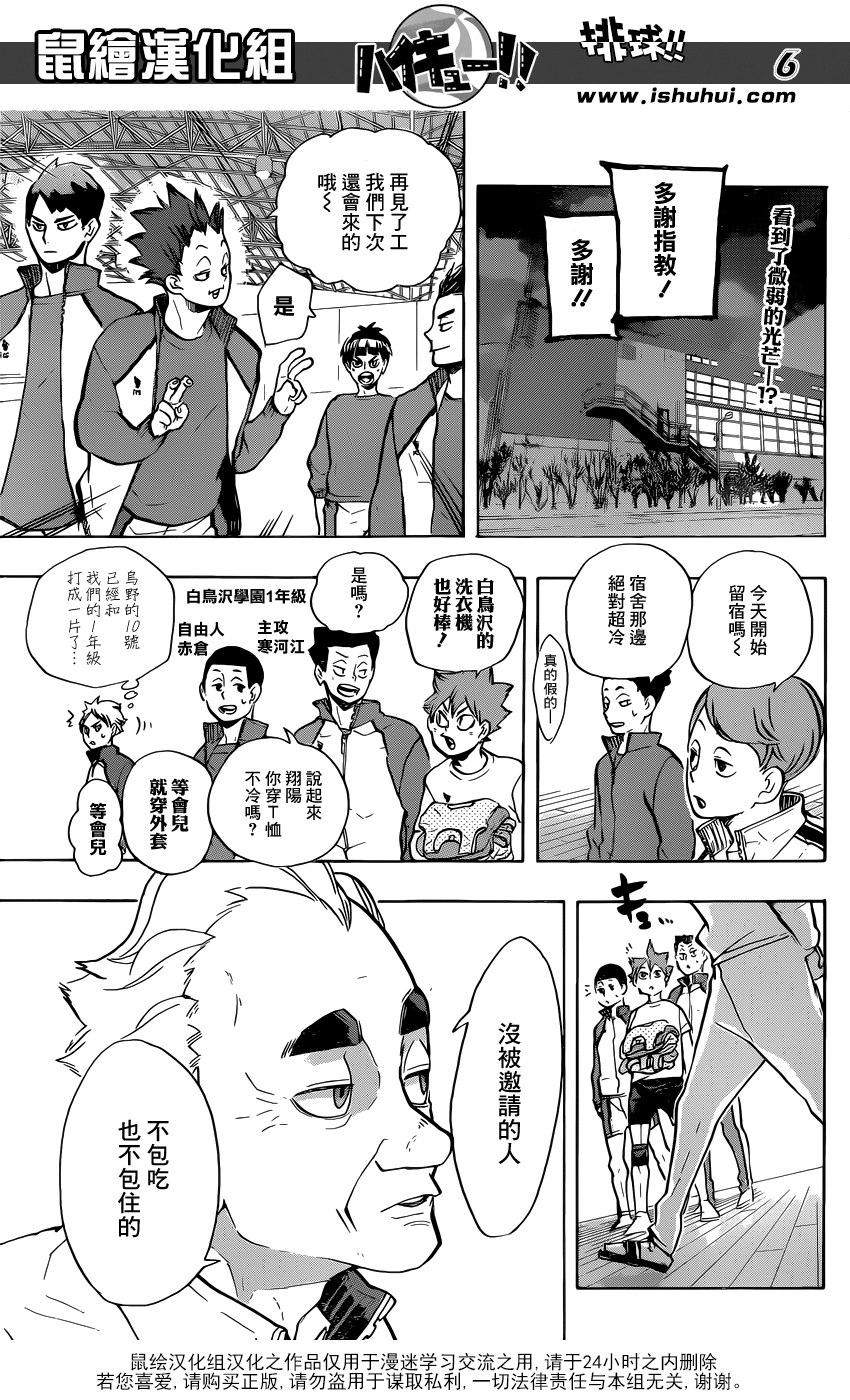 鼠繪漢化組
ハイキュー!!
排球!!
6
www.ishuhui.com
看到了微弱的光芒—!?
多謝指教!
多謝!!
再見了工
我們下次
還會來的
哦~
是
今天開始
留宿嗎~
宿舍那邊
絕對超冷
真的假的—
白鳥沢的
洗衣機
也好棒!
是嗎?
白鳥沢學園1年級
主攻
寒河江
自由人
赤倉
烏野的10號
已經和
我們的1年級
打成一片了…
說起來
翔陽
你穿T恤
不冷嗎?
等會兒
就穿外套
等會兒
キュ
沒被邀請的人
不包吃
也不包住的
鼠绘汉化组汉化之作品仅用于漫迷学习交流之用,请于24小时之内删除
若您喜爱,请购买正版,请勿盗用于谋取私利,一切法律责任与本组无关,谢谢。